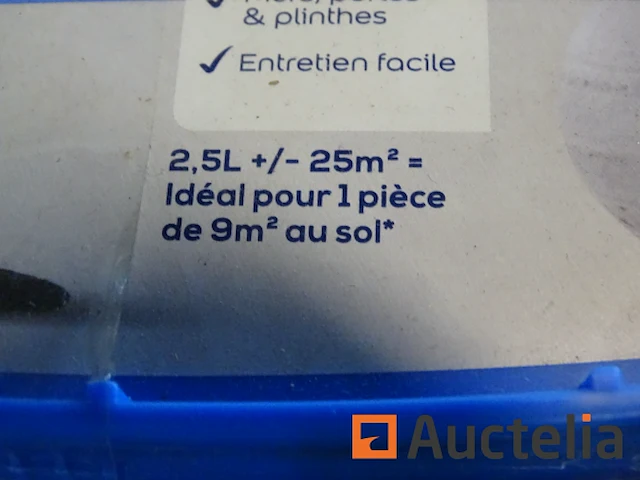 & plinthes
✓ Entretien facile
2,5L +/- 25m² =
Idéal pour 1 pièce
de 9m² au sol*
Auctelia